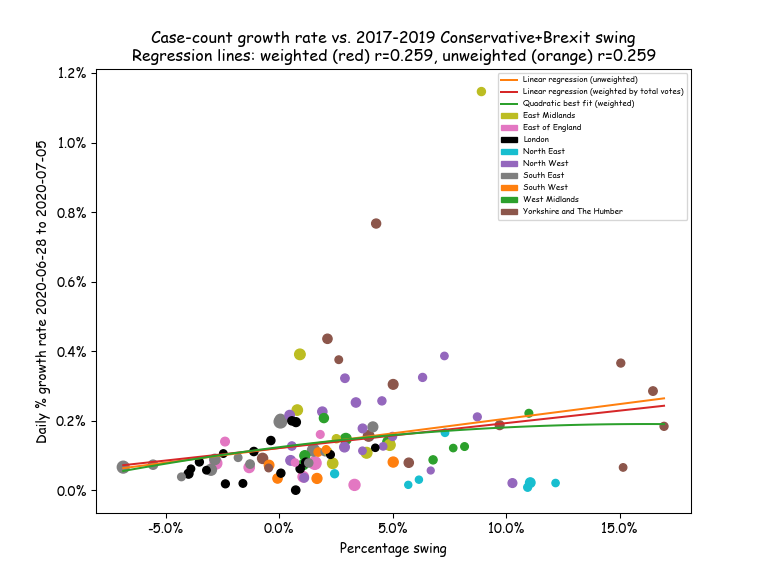 Case-count growth rate vs. 2017-2019 Conservative+Brexit swing
Regression lines: weighted (red) r=0.259, unweighted (orange) r=0.259
Linear regression (unweighted)
Linear regression (weighted by total votes)
Quadratic best fit (weighted)
East Midlands
East of England
London
North East
North West
South East
South West
West Midlands
Yorkshire and The Humber
1.2%
1.0%
0.8%
0.6%
0.4%
0.2%
0.0%
Daily % growth rate 2020-06-28 to 2020-07-05
-5.0% 0.0% 5.0% 10.0% 15.0%
Percentage swing